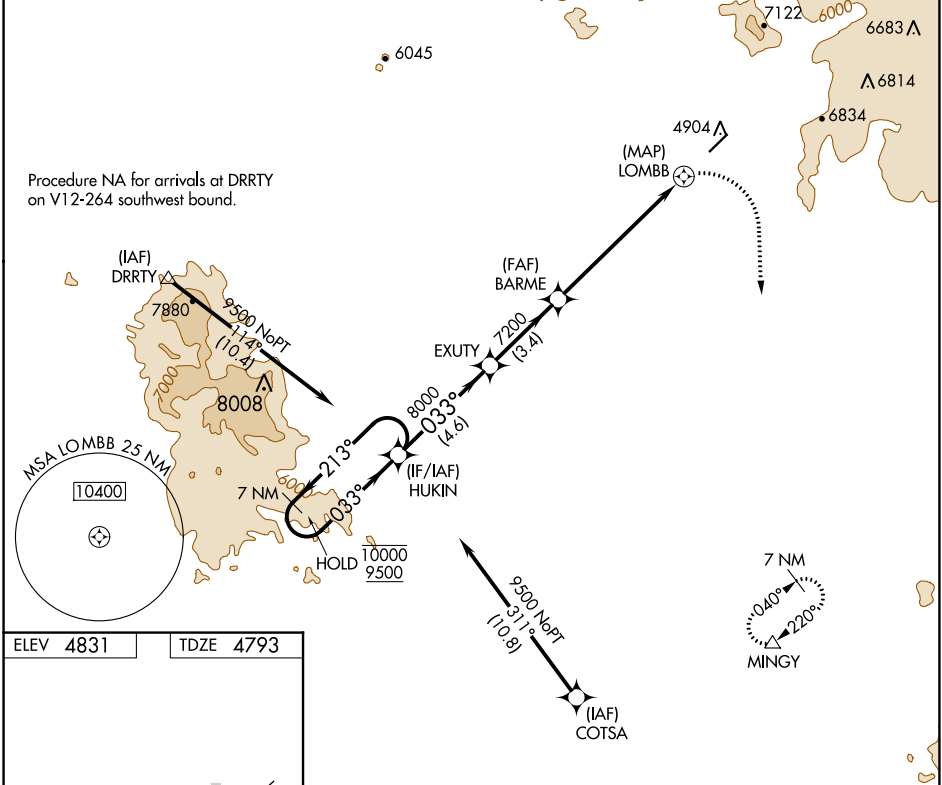 7122
6000
6683
6045
6814
6834
4904
(MAP)
LOMBB
Procedure NA for arrivals at DRRTY
on V12-264 southwest bound.
(IAF)
DRRTY
7880
9500 NoPT
114°
(10.4)
7000
8008
(FAF)
BARME
7200
(3.4)
EXUTY
8000
033°
(4.6)
(IF/IAF)
HUKIN
213°
033°
6000
7 NM
HOLD
10000
9500
MSA LOMBB 25 NM
10400
9500 NoPT
311°
(10.8)
(IAF)
COTSA
7 NM
040°
220°
MINGY
ELEV 4831
TDZE 4793